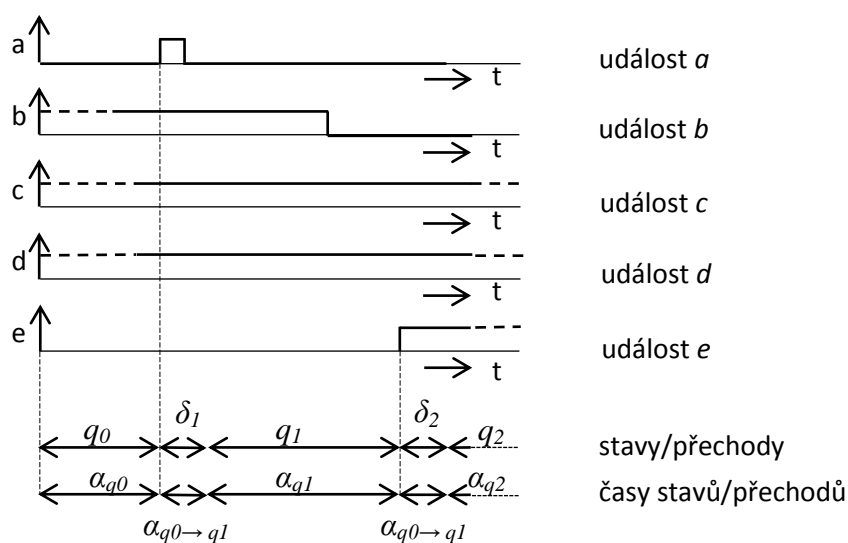 a t událost a
b t událost b
c t událost c
d t událost d
e t událost e
q0 δ1 q1 δ2 q2 stavy/přechody
αq0 αq1 αq2 časy stavů/přechodů
αq0→ q1 αq0→ q1